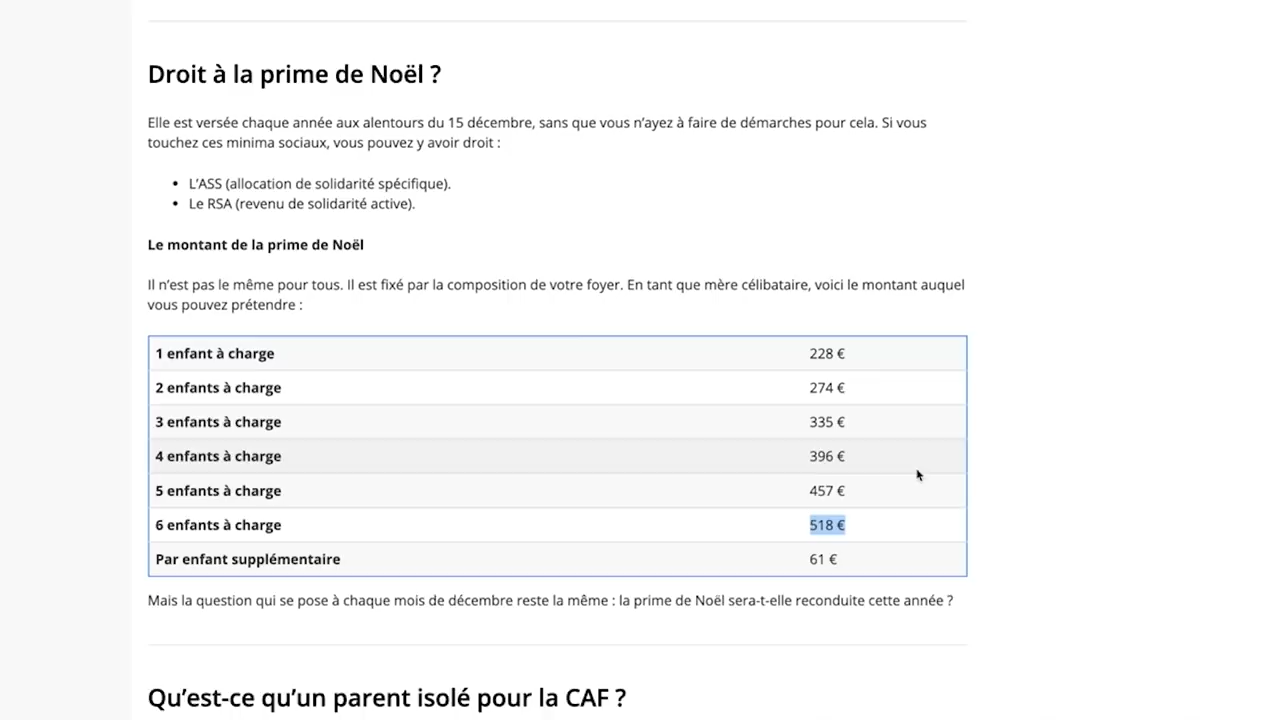 Droit à la prime de Noël ?
Elle est versée chaque année aux alentours du 15 décembre, sans que vous n’ayez à faire de démarches pour cela. Si vous
touchez ces minima sociaux, vous pouvez y avoir droit :
• L’ASS (allocation de solidarité spécifique).
• Le RSA (revenu de solidarité active).
Le montant de la prime de Noël
Il n’est pas le même pour tous. Il est fixé par la composition de votre foyer. En tant que mère célibataire, voici le montant auquel
vous pouvez prétendre :
1 enfant à charge 228 €
2 enfants à charge 274 €
3 enfants à charge 335 €
4 enfants à charge 396 €
5 enfants à charge 457 €
6 enfants à charge 518 €
Par enfant supplémentaire 61 €
Mais la question qui se pose à chaque mois de décembre reste la même : la prime de Noël sera-t-elle reconduite cette année ?
Qu’est-ce qu’un parent isolé pour la CAF ?